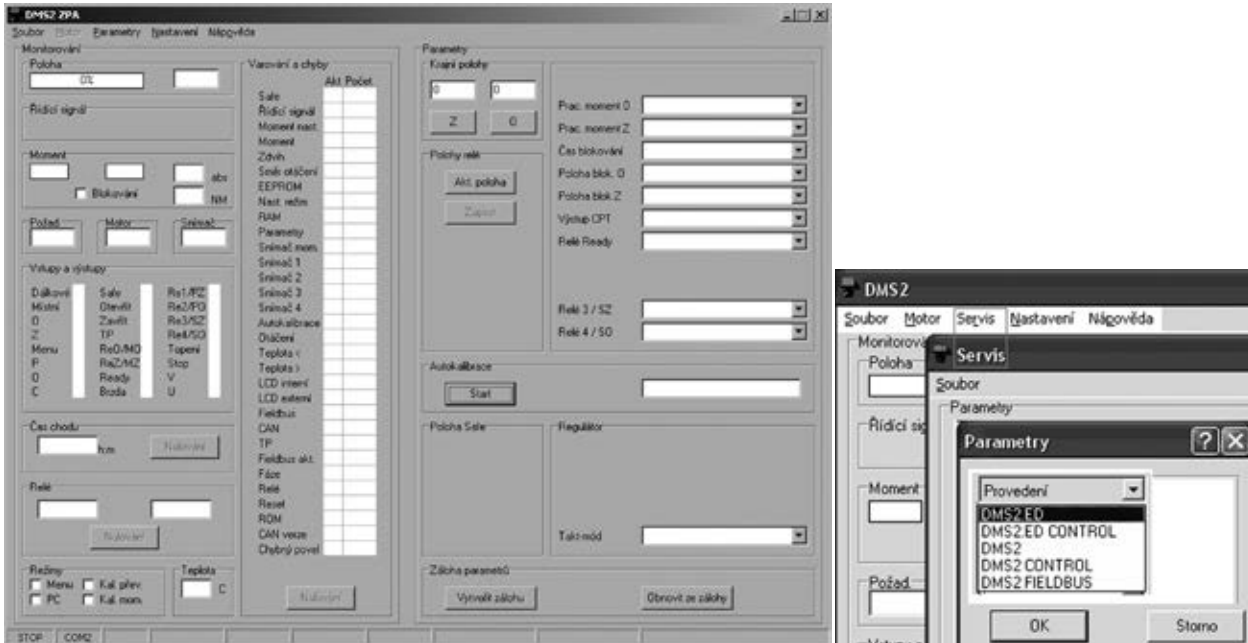 DMS2 ZPA
Soubor Motor Parametry Nastavení Nápověda
Monitorování
Poloha
0%
Řídicí signál
Moment
abs
Blokování
NM
Požad.
Motor
Snímač
Vstupy a výstupy
Dálkové Safe Re1/PZ
Místní Otevřít Re2/PO
O Zavřít Re3/SZ
Z TP Re4/SO
Menu ReO/MO Topení
P ReZ/MZ Stop
Ready V
C Brzda U
Čas chodu
h:m
Nulování
Relé
Nulování
Režimy
Menu Kal. přev.
PC Kal. mom.
Teplota
C
Varování a chyby
Akt. Počet
Safe
Řídicí signál
Moment nast.
Moment
Zdvih
Směr otáčení
EEPROM
Nast. režim
RAM
Parametry
Snímač mom.
Snímač 1
Snímač 2
Snímač 3
Snímač 4
Autokalibrace
Otáčení
Teplota <
Teplota >
LCD interní
LCD externí
Fieldbus
CAN
TP
Fieldbus akt.
Fáze
Relé
Reset
ROM
CAN verze
Chybný povel
Nulování
Parametry
Krajní polohy
0 0
Z O
Polohy relé
Akt. poloha
Zapsat
Prac. moment O
Prac. moment Z
Čas blokování
Poloha blok. O
Poloha blok. Z
Výstup CPT
Relé Ready
Relé 3 / SZ
Relé 4 / SO
Autokalibrace
Start
Poloha Safe
Regulátor
Takt-mód
Záloha parametrů
Vytvořit zálohu
Obnovit ze zálohy
STOP COM2
DMS2
Soubor Motor Servis Nastavení Nápověda
Monitorová
Poloha
Řídicí sig
Moment
Požad.
Servis
Soubor
Parametry
Parametry
Provedení
DMS2.ED
DMS2.ED CONTROL
DMS2
DMS2 CONTROL
DMS2 FIELDBUS
OK
Storno